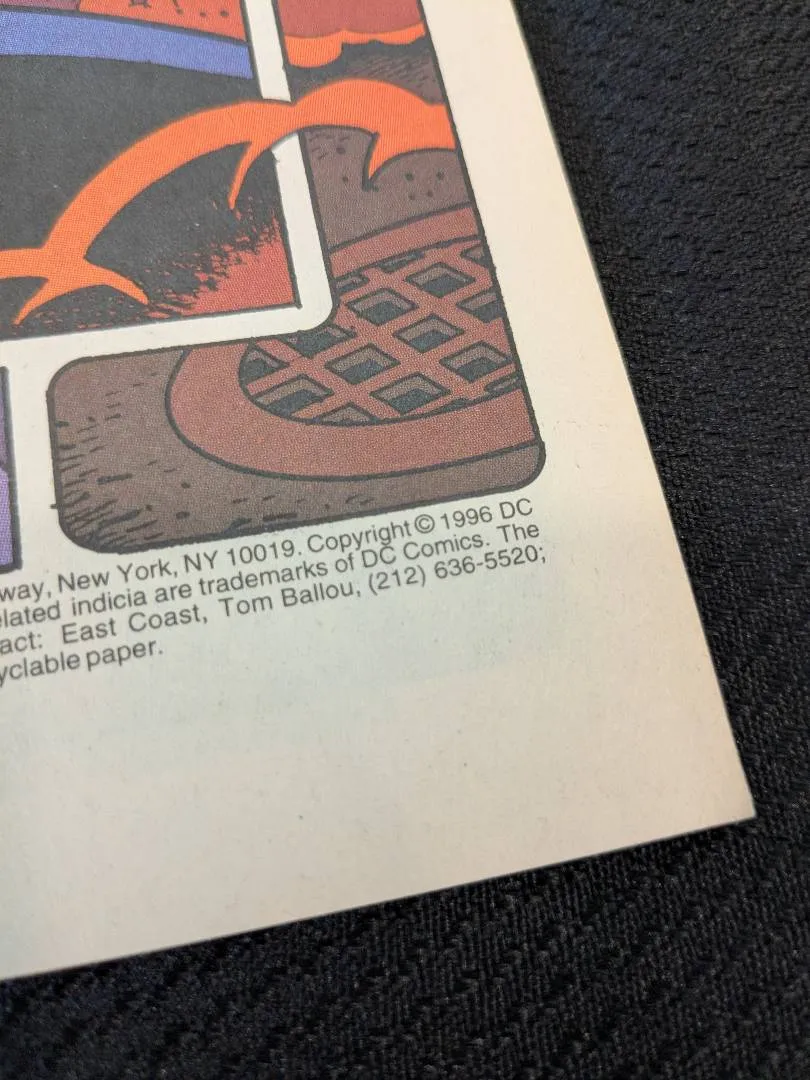 way, New York, NY 10019. Copyright © 1996 DC
elated indicia are trademarks of DC Comics. The
act: East Coast, Tom Ballou, (212) 636-5520;
yclable paper.